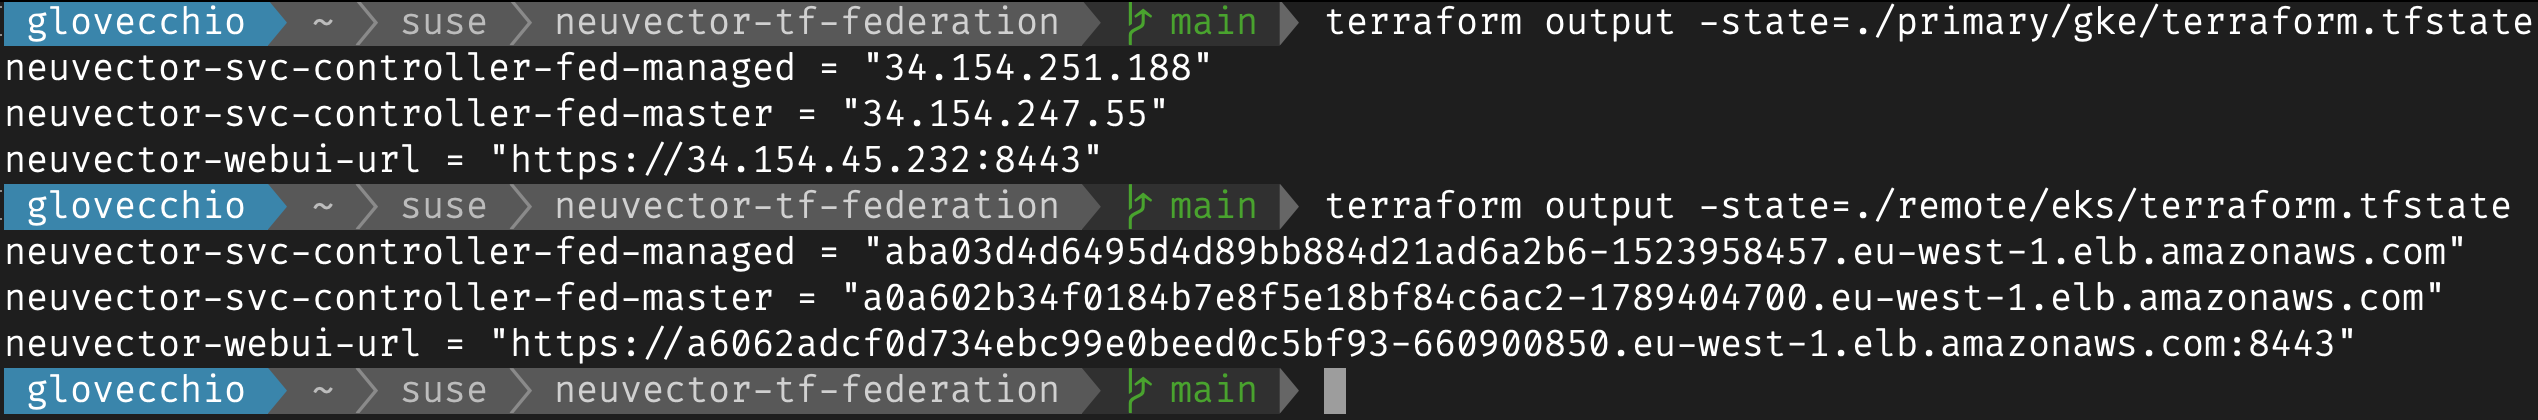 glovecchio ~ suse neuvector-tf-federation main terraform output -state=./primary/gke/terraform.tfstate
neuvector-svc-controller-fed-managed = "34.154.251.188"
neuvector-svc-controller-fed-master = "34.154.247.55"
neuvector-webui-url = "https://34.154.45.232:8443"
glovecchio ~ suse neuvector-tf-federation main terraform output -state=./remote/eks/terraform.tfstate
neuvector-svc-controller-fed-managed = "aba03d4d6495d4d89bb884d21ad6a2b6-1523958457.eu-west-1.elb.amazonaws.com"
neuvector-svc-controller-fed-master = "a0a602b34f0184b7e8f5e18bf84c6ac2-1789404700.eu-west-1.elb.amazonaws.com"
neuvector-webui-url = "https://a6062adcf0d734ebc99e0beed0c5bf93-660900850.eu-west-1.elb.amazonaws.com:8443"
glovecchio ~ suse neuvector-tf-federation main